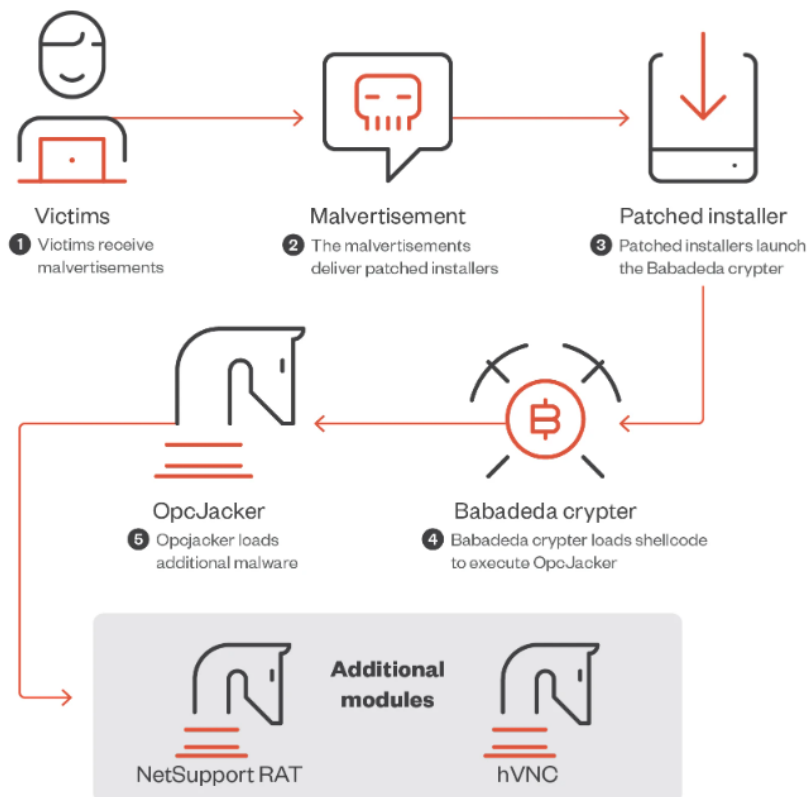 Victims
1 Victims receive
malvertisements
Malvertisement
2 The malvertisements
deliver patched installers
Patched installer
3 Patched installers launch
the Babadeda crypter
OpcJacker
5 Opcjacker loads
additional malware
Babadeda crypter
4 Babadeda crypter loads shellcode
to execute OpcJacker
Additional
modules
NetSupport RAT
hVNC